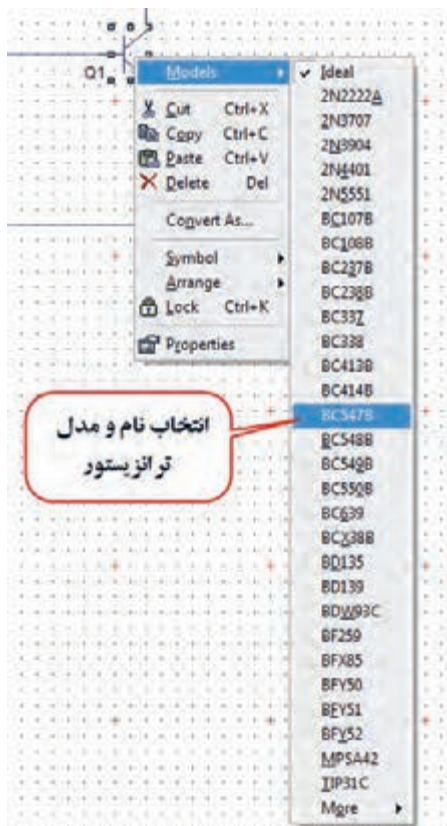 Q1
Models
Cut Ctrl+X
Copy Ctrl+C
Paste Ctrl+V
Delete Del
Convert As...
Symbol
Arrange
Lock Ctrl+K
Properties
Ideal
2N2222A
2N3707
2N3904
2N4401
2N5551
BC107B
BC108B
BC237B
BC238B
BC337
BC338
BC413B
BC414B
BC547B
BC548B
BC549B
BC550B
BC639
BCX38B
BD135
BD139
BDW93C
BF259
BFX85
BFY50
BFY51
BFY52
MPSA42
TIP31C
More
انتخاب نام و مدل
ترانزیستور